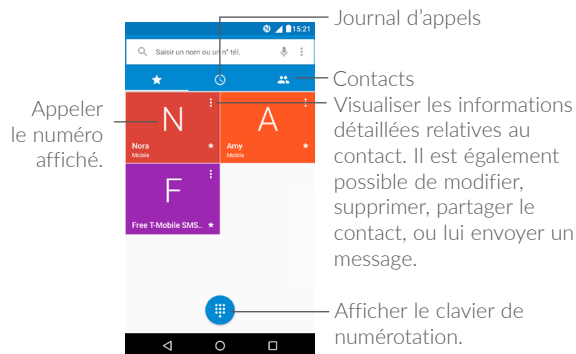 Journal d'appels
15:21
Saisir un nom ou un n° tél.
Contacts
Appeler
le numéro
affiché.
N
Nora
Mobile
A
Amy
Mobile
Visualiser les informations
détaillées relatives au
contact. Il est également
possible de modifier,
supprimer, partager le
contact, ou lui envoyer un
message.
F
Free T-Mobile SMS..
Afficher le clavier de
numérotation.